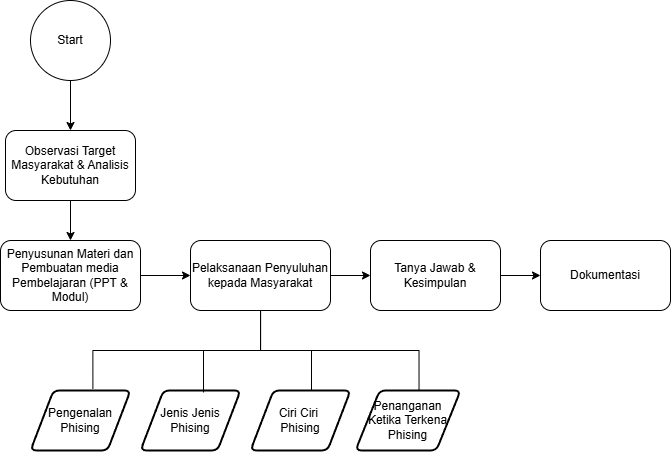 Start
Observasi Target
Masyarakat & Analisis
Kebutuhan
Penyusunan Materi dan
Pembuatan media
Pembelajaran (PPT &
Modul)
Pelaksanaan Penyuluhan
kepada Masyarakat
Tanya Jawab &
Kesimpulan
Dokumentasi
Pengenalan
Phising
Jenis Jenis
Phising
Ciri Ciri
Phising
Penanganan
Ketika Terkena
Phising